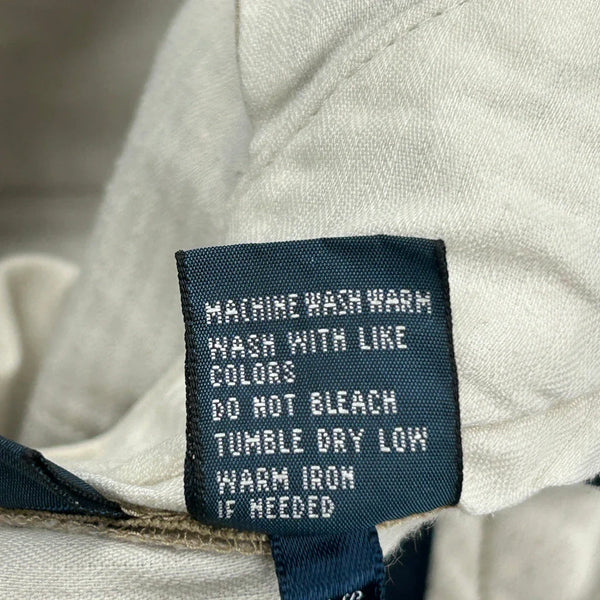 MACHINE WASH WARM
WASH WITH LIKE
COLORS
DO NOT BLEACH
TUMBLE DRY LOW
WARM IRON
IF NEEDED